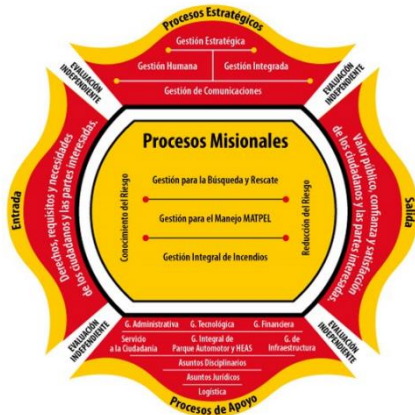 Procesos Estratégicos
Gestión Estratégica
Gestión Humana
Gestión Integrada
Gestión de Comunicaciones
EVALUACIÓN
INDEPENDIENTE
EVALUACIÓN
INDEPENDIENTE
Entrada
Derechos, requisitos y necesidades
de los ciudadanos y las partes interesadas.
Procesos Misionales
Conocimiento del Riesgo
Gestión para la Búsqueda y Rescate
Gestión para el Manejo MATPEL
Gestión Integral de Incendios
Reducción del Riesgo
Valor público, confianza y satisfacción
de los ciudadanos y las partes interesadas.
Salida
EVALUACIÓN
INDEPENDIENTE
EVALUACIÓN
INDEPENDIENTE
G. Administrativa
G. Tecnológica
G. Financiera
Servicio
a la Ciudadanía
G. Integral de
Parque Automotor y HEAS
G. de
Infraestructura
Asuntos Disciplinarios
Asuntos Jurídicos
Logística
Procesos de Apoyo